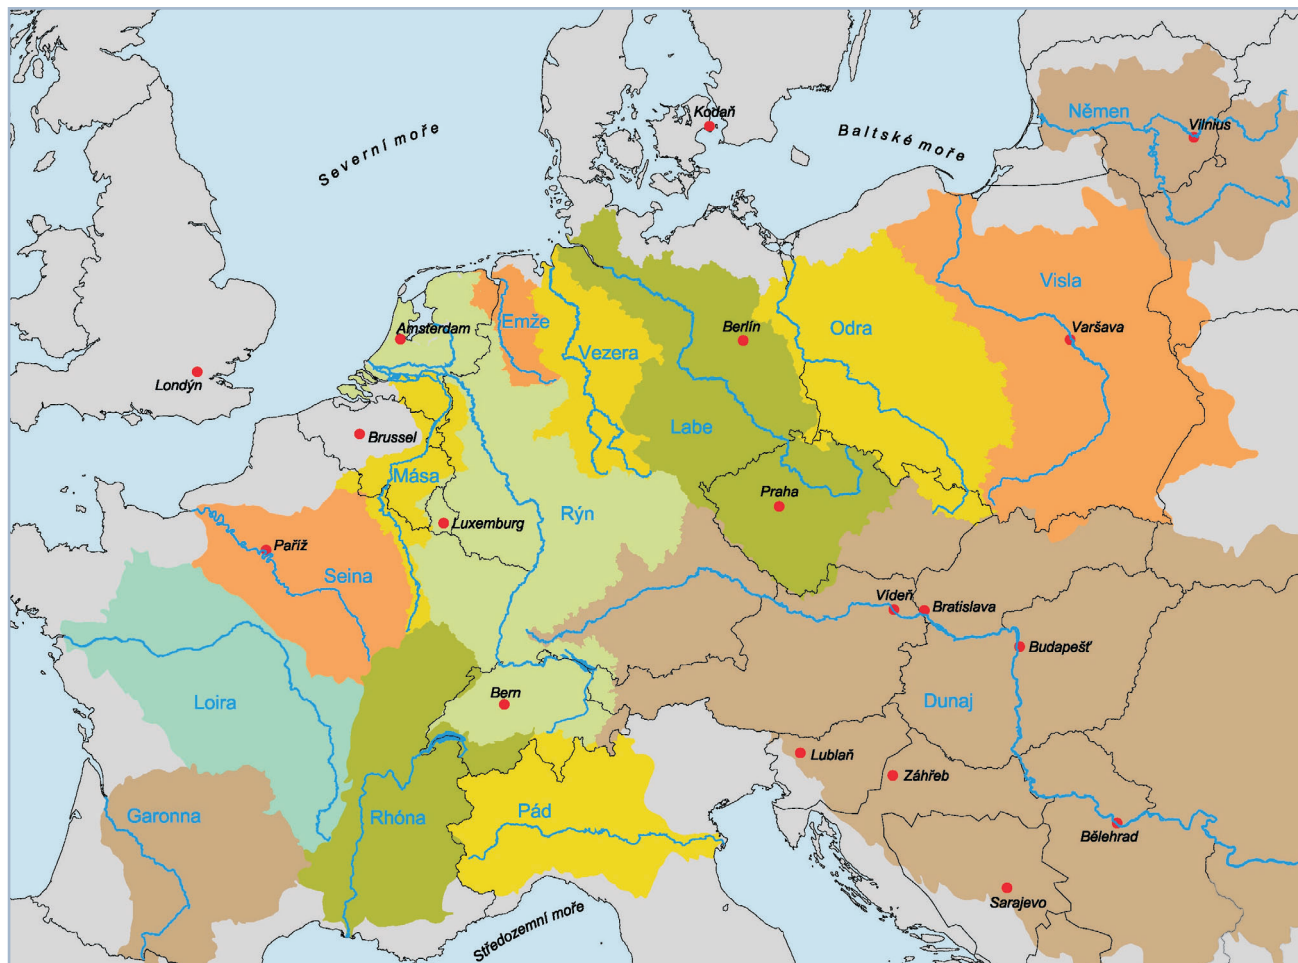 Kodaň
Němen
Vilnius
Severní moře
Baltské moře
Visla
Emže
Amsterdam
Berlín
Odra
Varšava
Vezera
Londýn
Labe
Brussel
Mása
Praha
Rýn
Luxemburg
Paříž
Seina
Vídeň
Bratislava
Budapešť
Bern
Loira
Dunaj
Lublaň
Záhřeb
Garonna
Rhóna
Pád
Bělehrad
Sarajevo
Středozemní moře